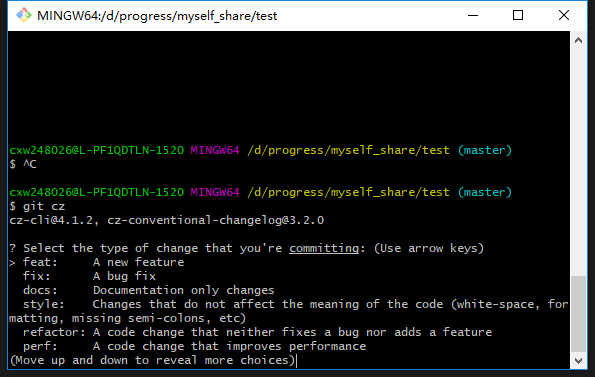 MINGW64:/d/progress/myself_share/test
cxw248026@L-PF1QDTLN-1520 MINGW64 /d/progress/myself_share/test (master)
$ ^C
cxw248026@L-PF1QDTLN-1520 MINGW64 /d/progress/myself_share/test (master)
$ git cz
cz-cli@4.1.2, cz-conventional-changelog@3.2.0
? Select the type of change that you're committing: (Use arrow keys)
> feat:     A new feature
  fix:      A bug fix
  docs:     Documentation only changes
  style:    Changes that do not affect the meaning of the code (white-space, for
matting, missing semi-colons, etc)
  refactor: A code change that neither fixes a bug nor adds a feature
  perf:     A code change that improves performance
(Move up and down to reveal more choices)